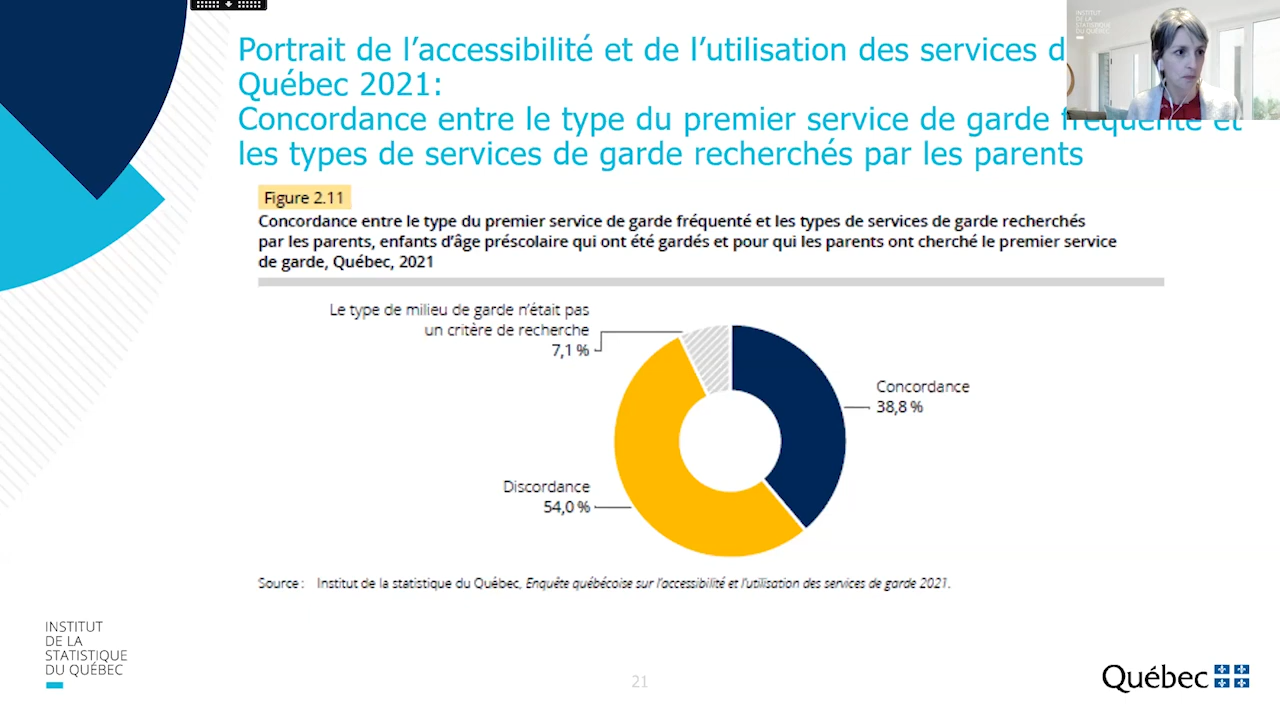 Portrait de l’accessibilité et de l’utilisation des services d
Québec 2021:
Concordance entre le type du premier service de garde fréquenté et
les types de services de garde recherchés par les parents
INSTITUT
DE LA
STATISTIQUE
DU QUÉBEC
Figure 2.11
Concordance entre le type du premier service de garde fréquenté et les types de services de garde recherchés
par les parents, enfants d’âge préscolaire qui ont été gardés et pour qui les parents ont cherché le premier service
de garde, Québec, 2021
Le type de milieu de garde n’était pas
un critère de recherche
7,1 %
Concordance
38,8 %
Discordance
54,0 %
Source : Institut de la statistique du Québec, Enquête québécoise sur l’accessibilité et l’utilisation des services de garde 2021.
INSTITUT
DE LA
STATISTIQUE
DU QUÉBEC
21
Québec